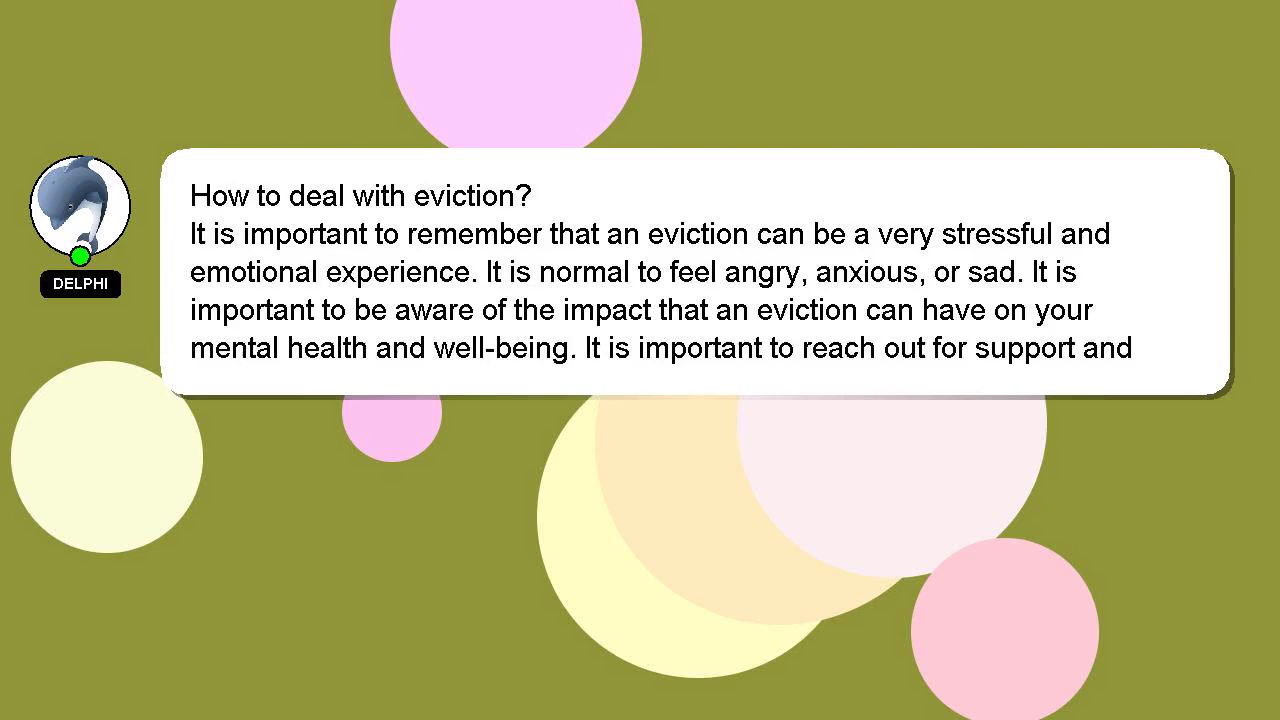 How to deal with eviction?
It is important to remember that an eviction can be a very stressful and
emotional experience. It is normal to feel angry, anxious, or sad. It is
important to be aware of the impact that an eviction can have on your
mental health and well-being. It is important to reach out for support and
DELPHI